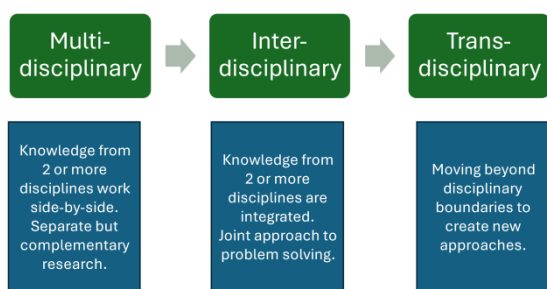 Multi-
disciplinary
Inter-
disciplinary
Trans-
disciplinary
Knowledge from
2 or more
disciplines work
side-by-side.
Separate but
complementary
research.
Knowledge from
2 or more
disciplines are
integrated.
Joint approach to
problem solving.
Moving beyond
disciplinary
boundaries to
create new
approaches.